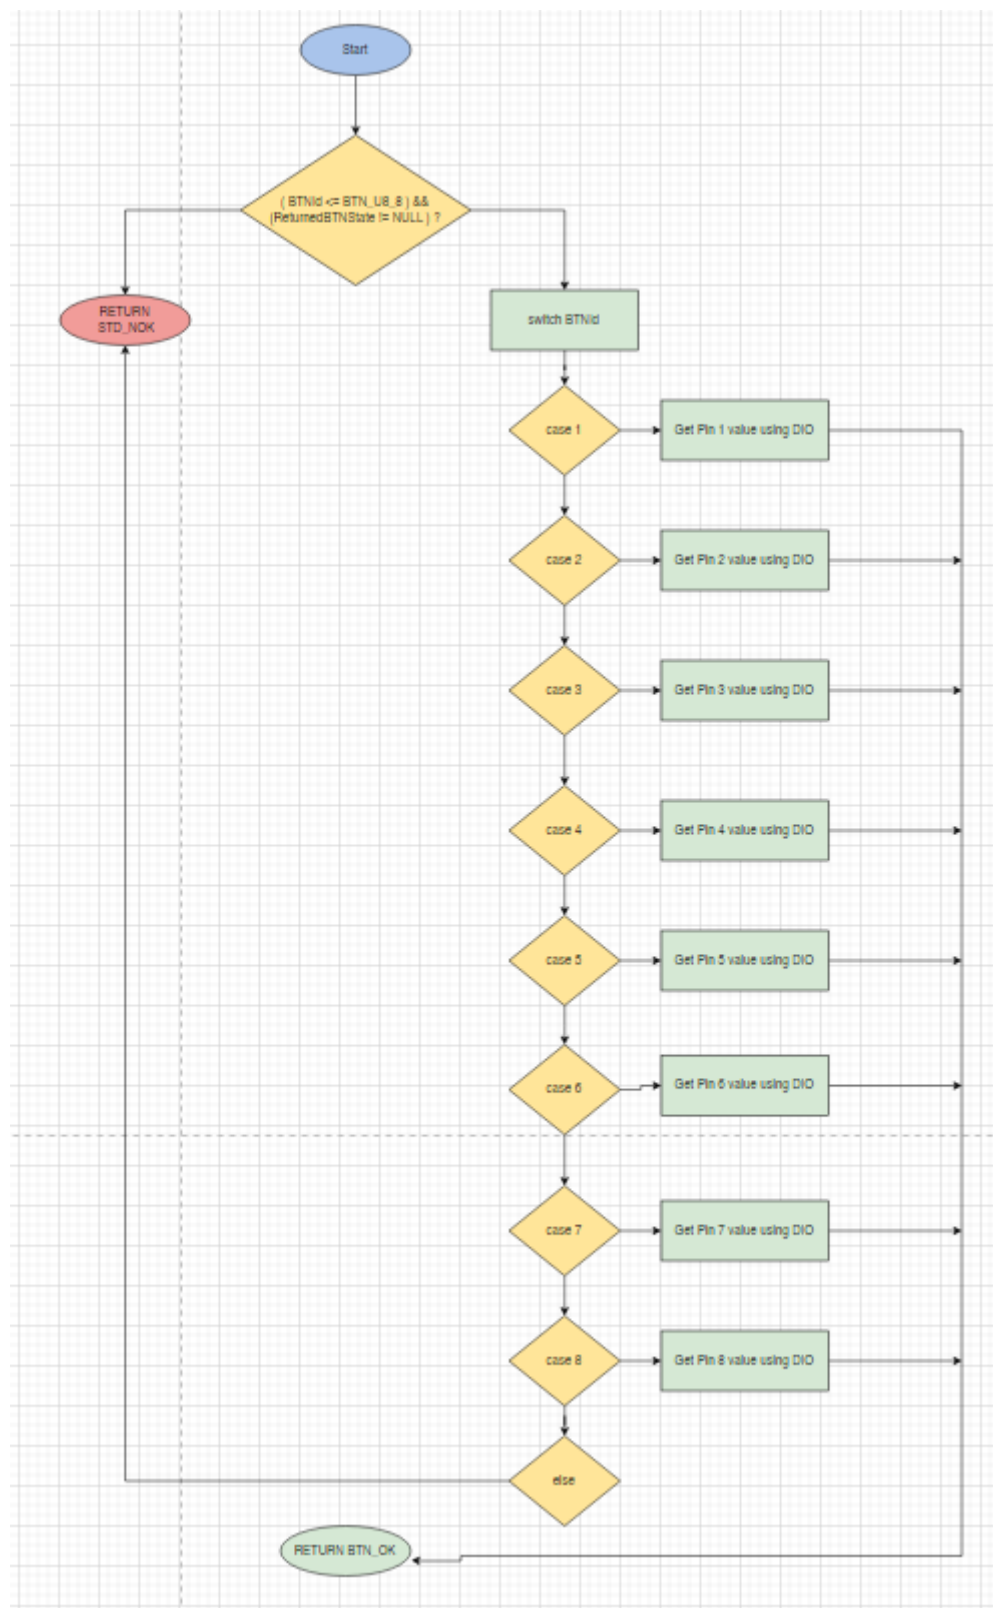 Start
( BTNId <= BTN_U8_8 ) &&
(ReturnedBTNState != NULL ) ?
RETURN
STD_NOK
switch BTNId
case 1
Get Pin 1 value using DIO
case 2
Get Pin 2 value using DIO
case 3
Get Pin 3 value using DIO
case 4
Get Pin 4 value using DIO
case 5
Get Pin 5 value using DIO
case 6
Get Pin 6 value using DIO
case 7
Get Pin 7 value using DIO
case 8
Get Pin 8 value using DIO
else
RETURN BTN_OK